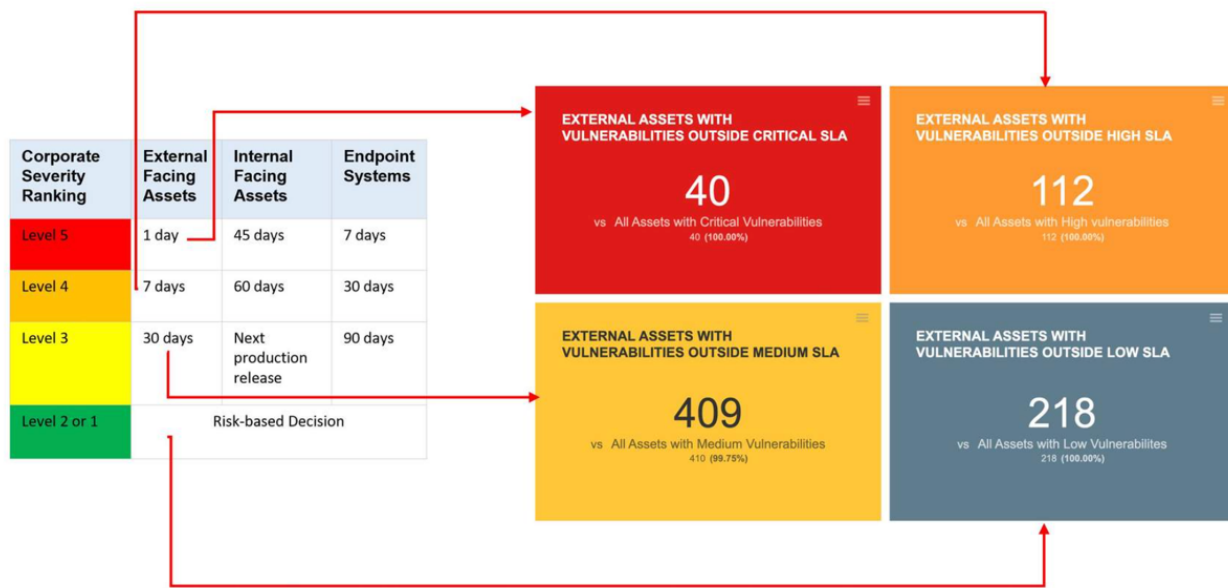 Corporate Severity Ranking
External Facing Assets
Internal Facing Assets
Endpoint Systems
Level 5
1 day
45 days
7 days
Level 4
7 days
60 days
30 days
Level 3
30 days
Next production release
90 days
Level 2 or 1
Risk-based Decision
EXTERNAL ASSETS WITH
VULNERABILITIES OUTSIDE CRITICAL SLA
40
vs All Assets with Critical Vulnerabilities
40 (100.00%)
EXTERNAL ASSETS WITH
VULNERABILITIES OUTSIDE HIGH SLA
112
vs All Assets with High vulnerabilities
112 (100.00%)
EXTERNAL ASSETS WITH
VULNERABILITIES OUTSIDE MEDIUM SLA
409
vs All Assets with Medium Vulnerabilities
410 (99.75%)
EXTERNAL ASSETS WITH
VULNERABILITIES OUTSIDE LOW SLA
218
vs All Assets with Low Vulnerabilites
218 (100.00%)